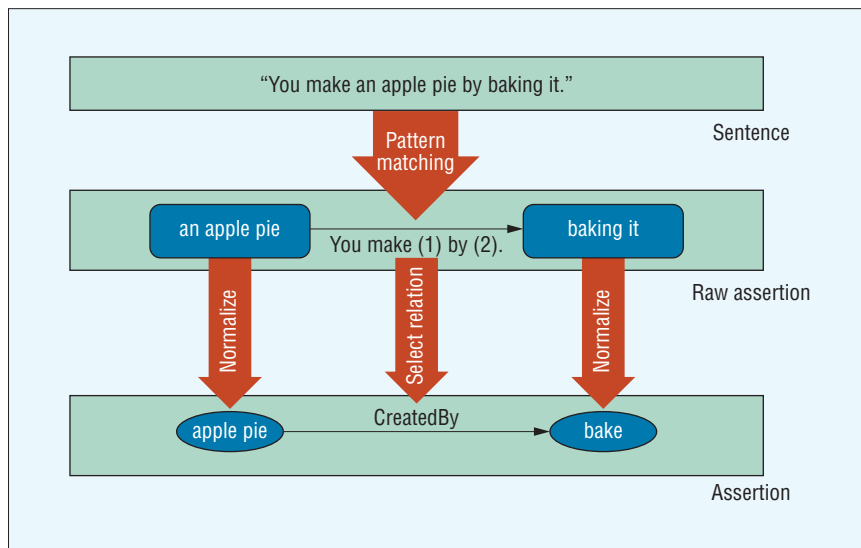 “You make an apple pie by baking it.”
Sentence
Pattern
matching
an apple pie
baking it
You make (1) by (2).
Raw assertion
Normalize
Select relation
Normalize
CreatedBy
apple pie
bake
Assertion